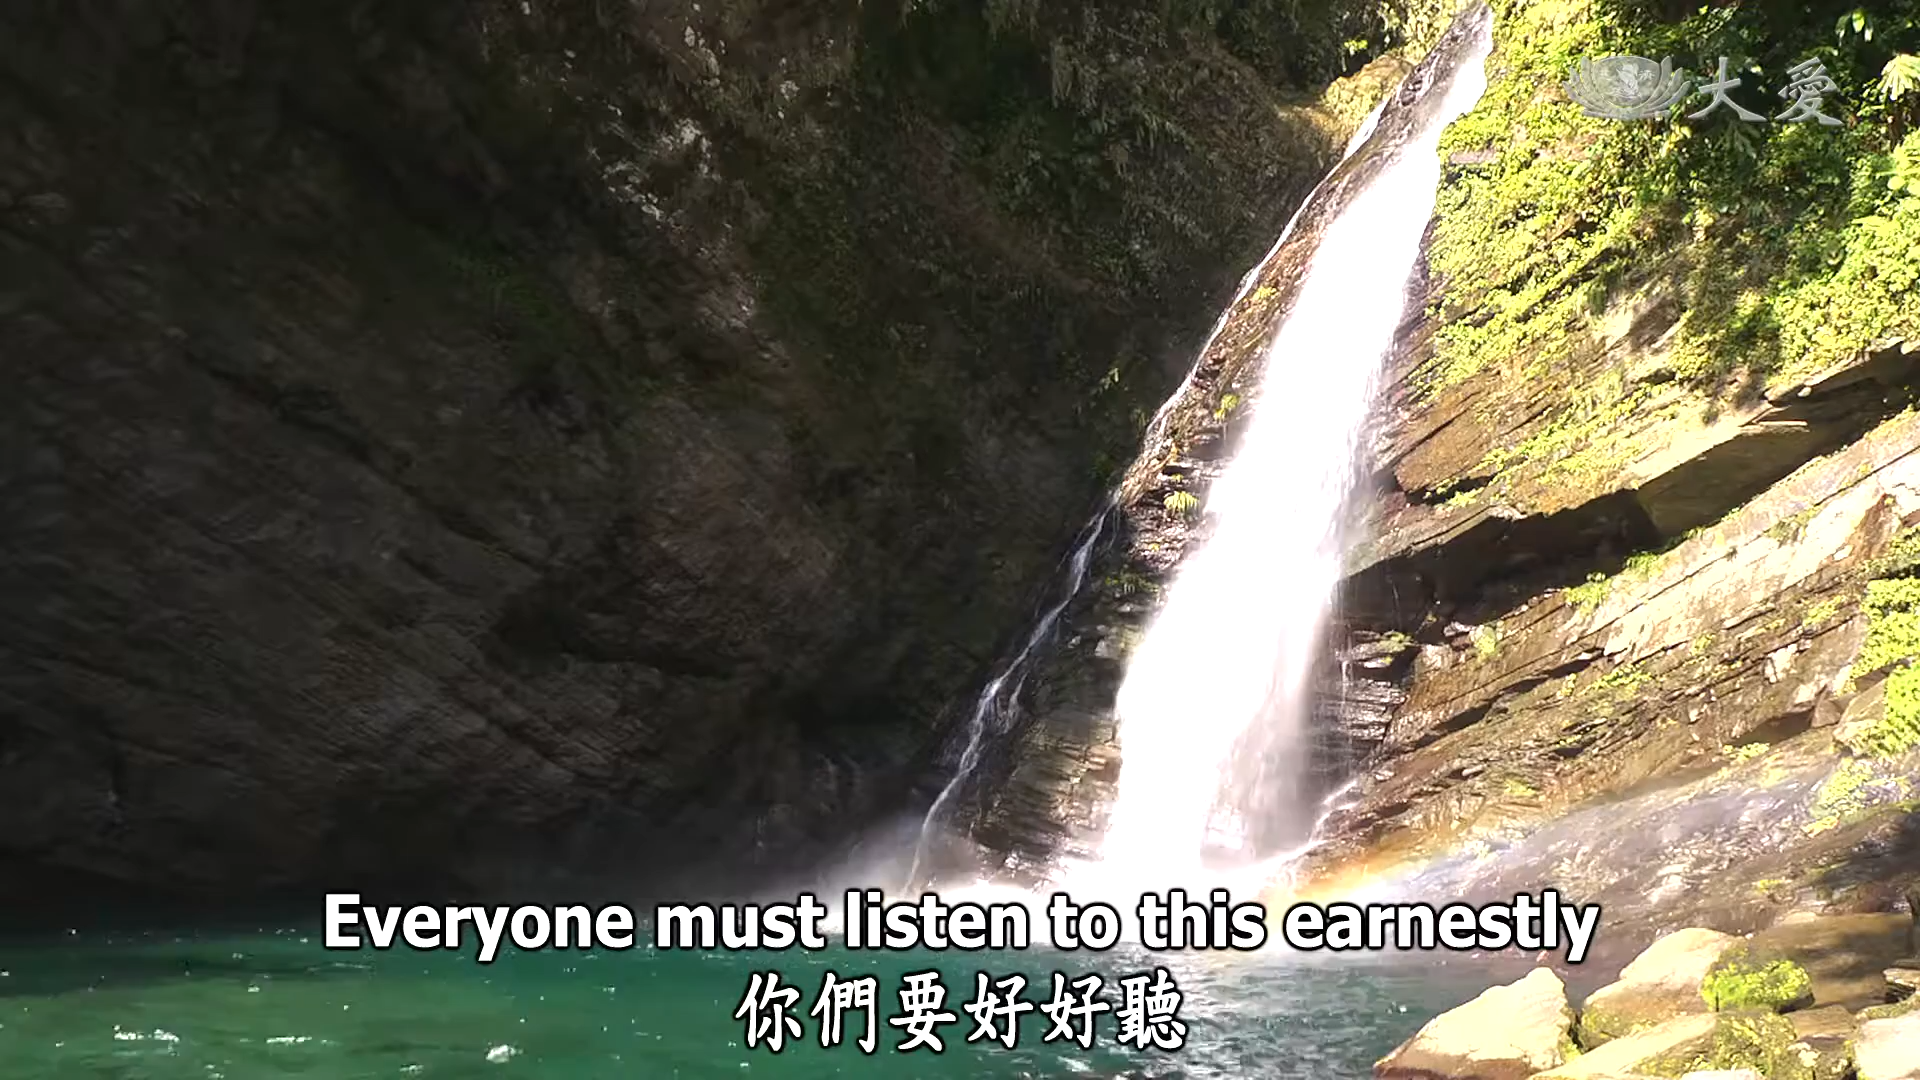 大愛
Everyone must listen to this earnestly
你們要好好聽